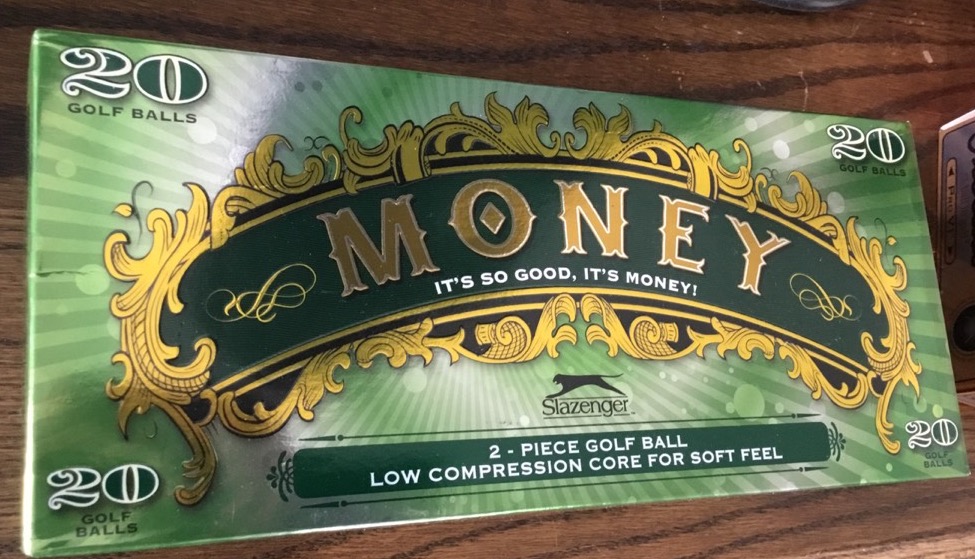 20
GOLF BALLS
20
GOLF BALLS
MONEY
IT'S SO GOOD, IT'S MONEY!
Slazenger
2 - PIECE GOLF BALL
LOW COMPRESSION CORE FOR SOFT FEEL
20
GOLF
BALLS
20
GOLF
BALLS